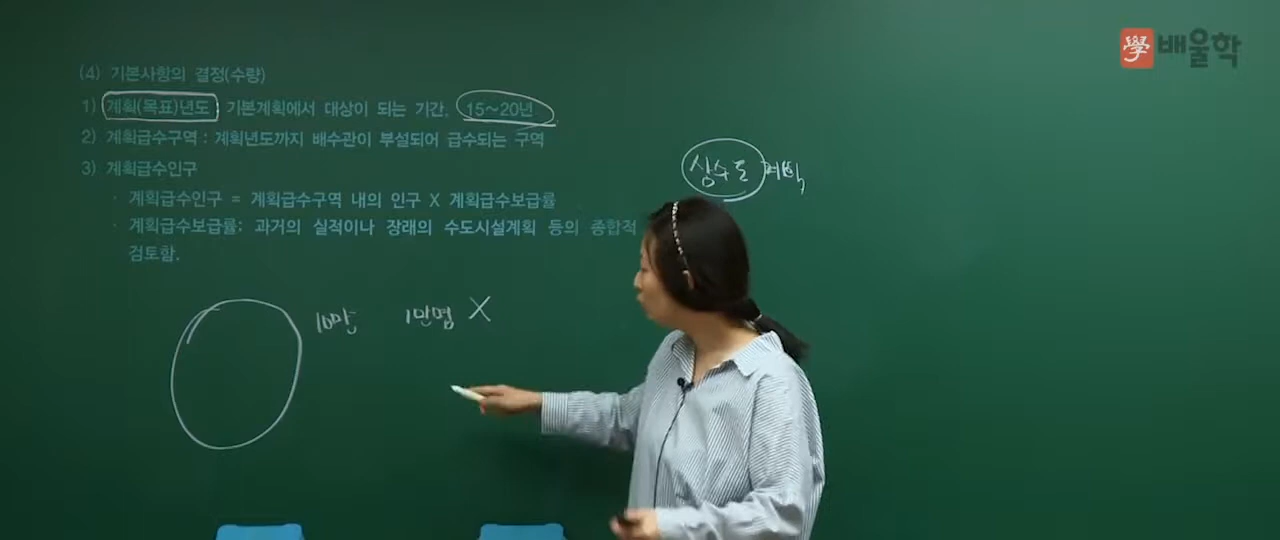 學 배울학
(4) 기본사항의 결정(수량)
1) 계획(목표)년도 : 기본계획에서 대상이 되는 기간, 15~20년
2) 계획급수구역 : 계획년도까지 배수관이 부설되어 급수되는 구역
3) 계획급수인구
· 계획급수인구 = 계획급수구역 내의 인구 X 계획급수보급률
· 계획급수보급률: 과거의 실적이나 장래의 수도시설계획 등의 종합적
검토함.
상수도 계획
10만 1만명 X